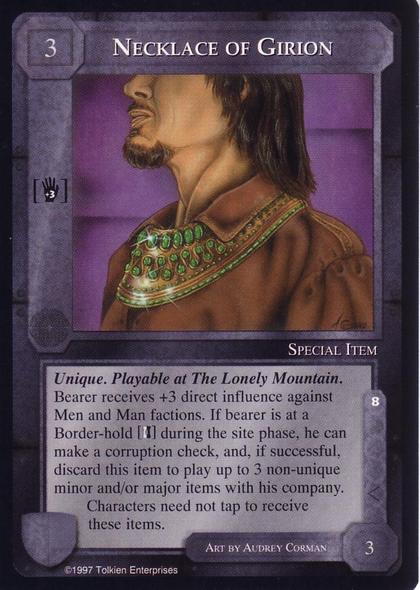 3
NECKLACE OF GIRION
[+3]
SPECIAL ITEM
Unique. Playable at The Lonely Mountain.
Bearer receives +3 direct influence against
Men and Man factions. If bearer is at a
Border-hold [ ] during the site phase, he can
make a corruption check, and, if successful,
discard this item to play up to 3 non-unique
minor and/or major items with his company.
Characters need not tap to receive
these items.
8
ART BY AUDREY CORMAN
3
©1997 Tolkien Enterprises